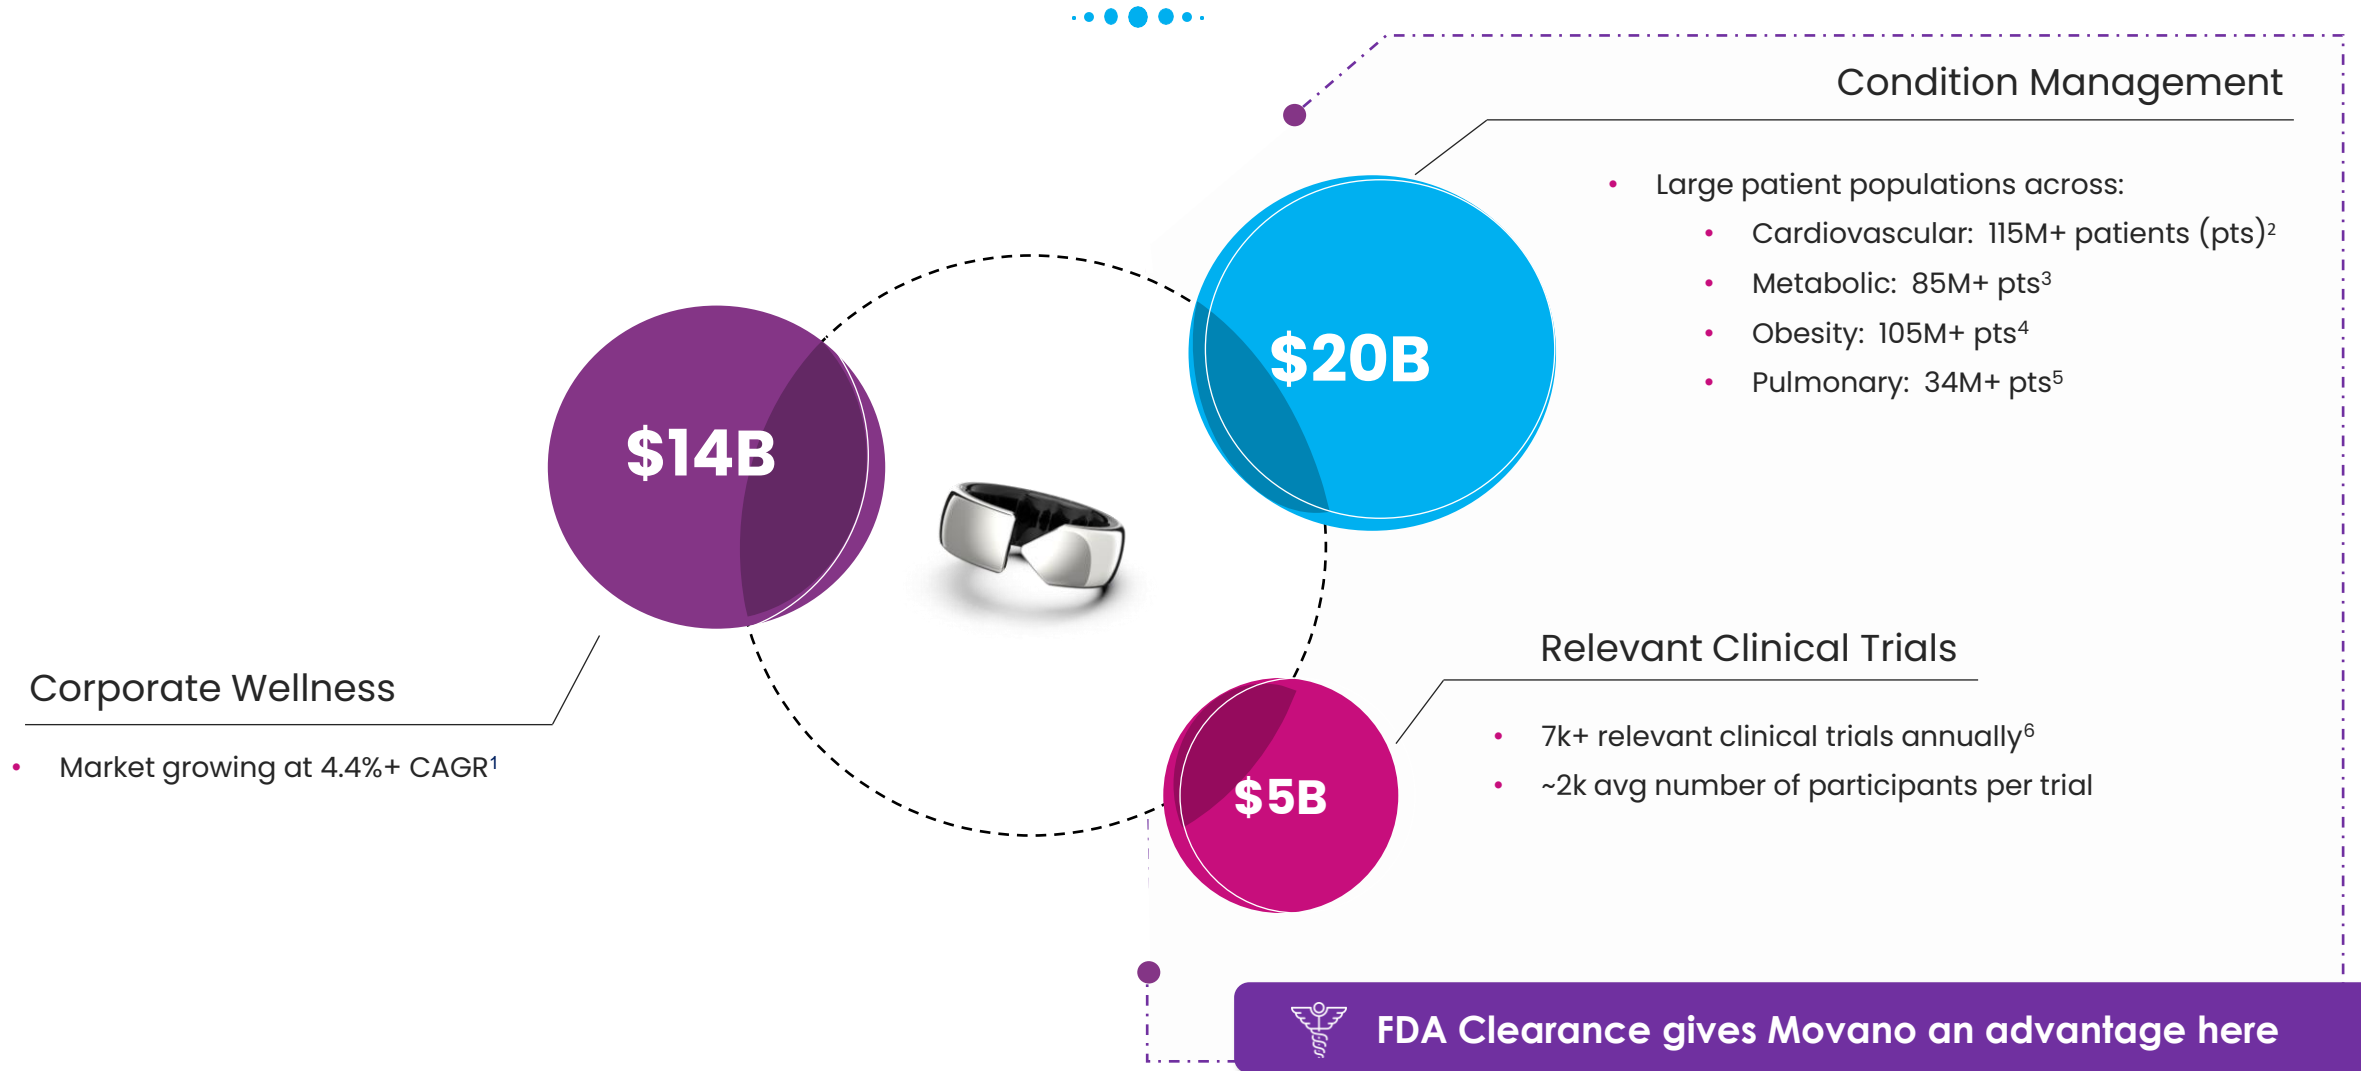 Condition Management
• Large patient populations across:
• Cardiovascular: 115M+ patients (pts)²
• Metabolic: 85M+ pts³
• Obesity: 105M+ pts⁴
• Pulmonary: 34M+ pts⁵
$20B
$14B
Corporate Wellness
• Market growing at 4.4%+ CAGR¹
Relevant Clinical Trials
• 7k+ relevant clinical trials annually⁶
• ~2k avg number of participants per trial
$5B
FDA Clearance gives Movano an advantage here